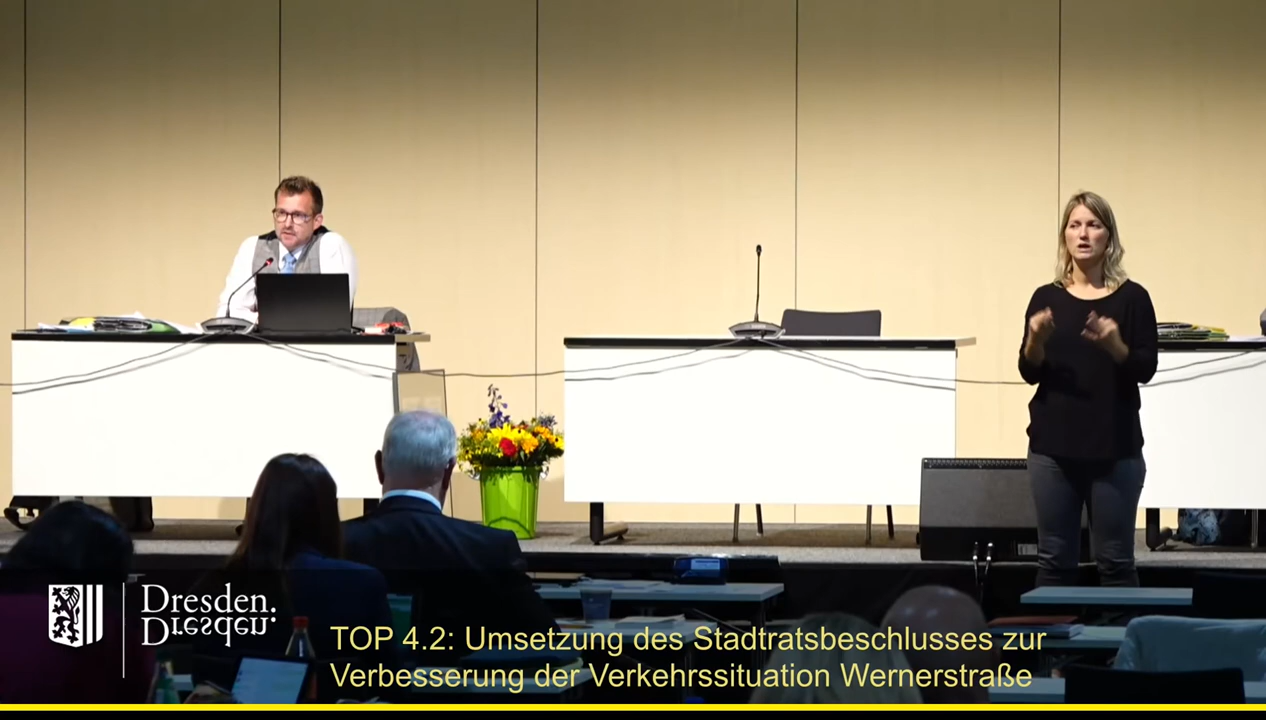 Dresden.
Dresden.
TOP 4.2: Umsetzung des Stadtratsbeschlusses zur
Verbesserung der Verkehrssituation Wernerstraße